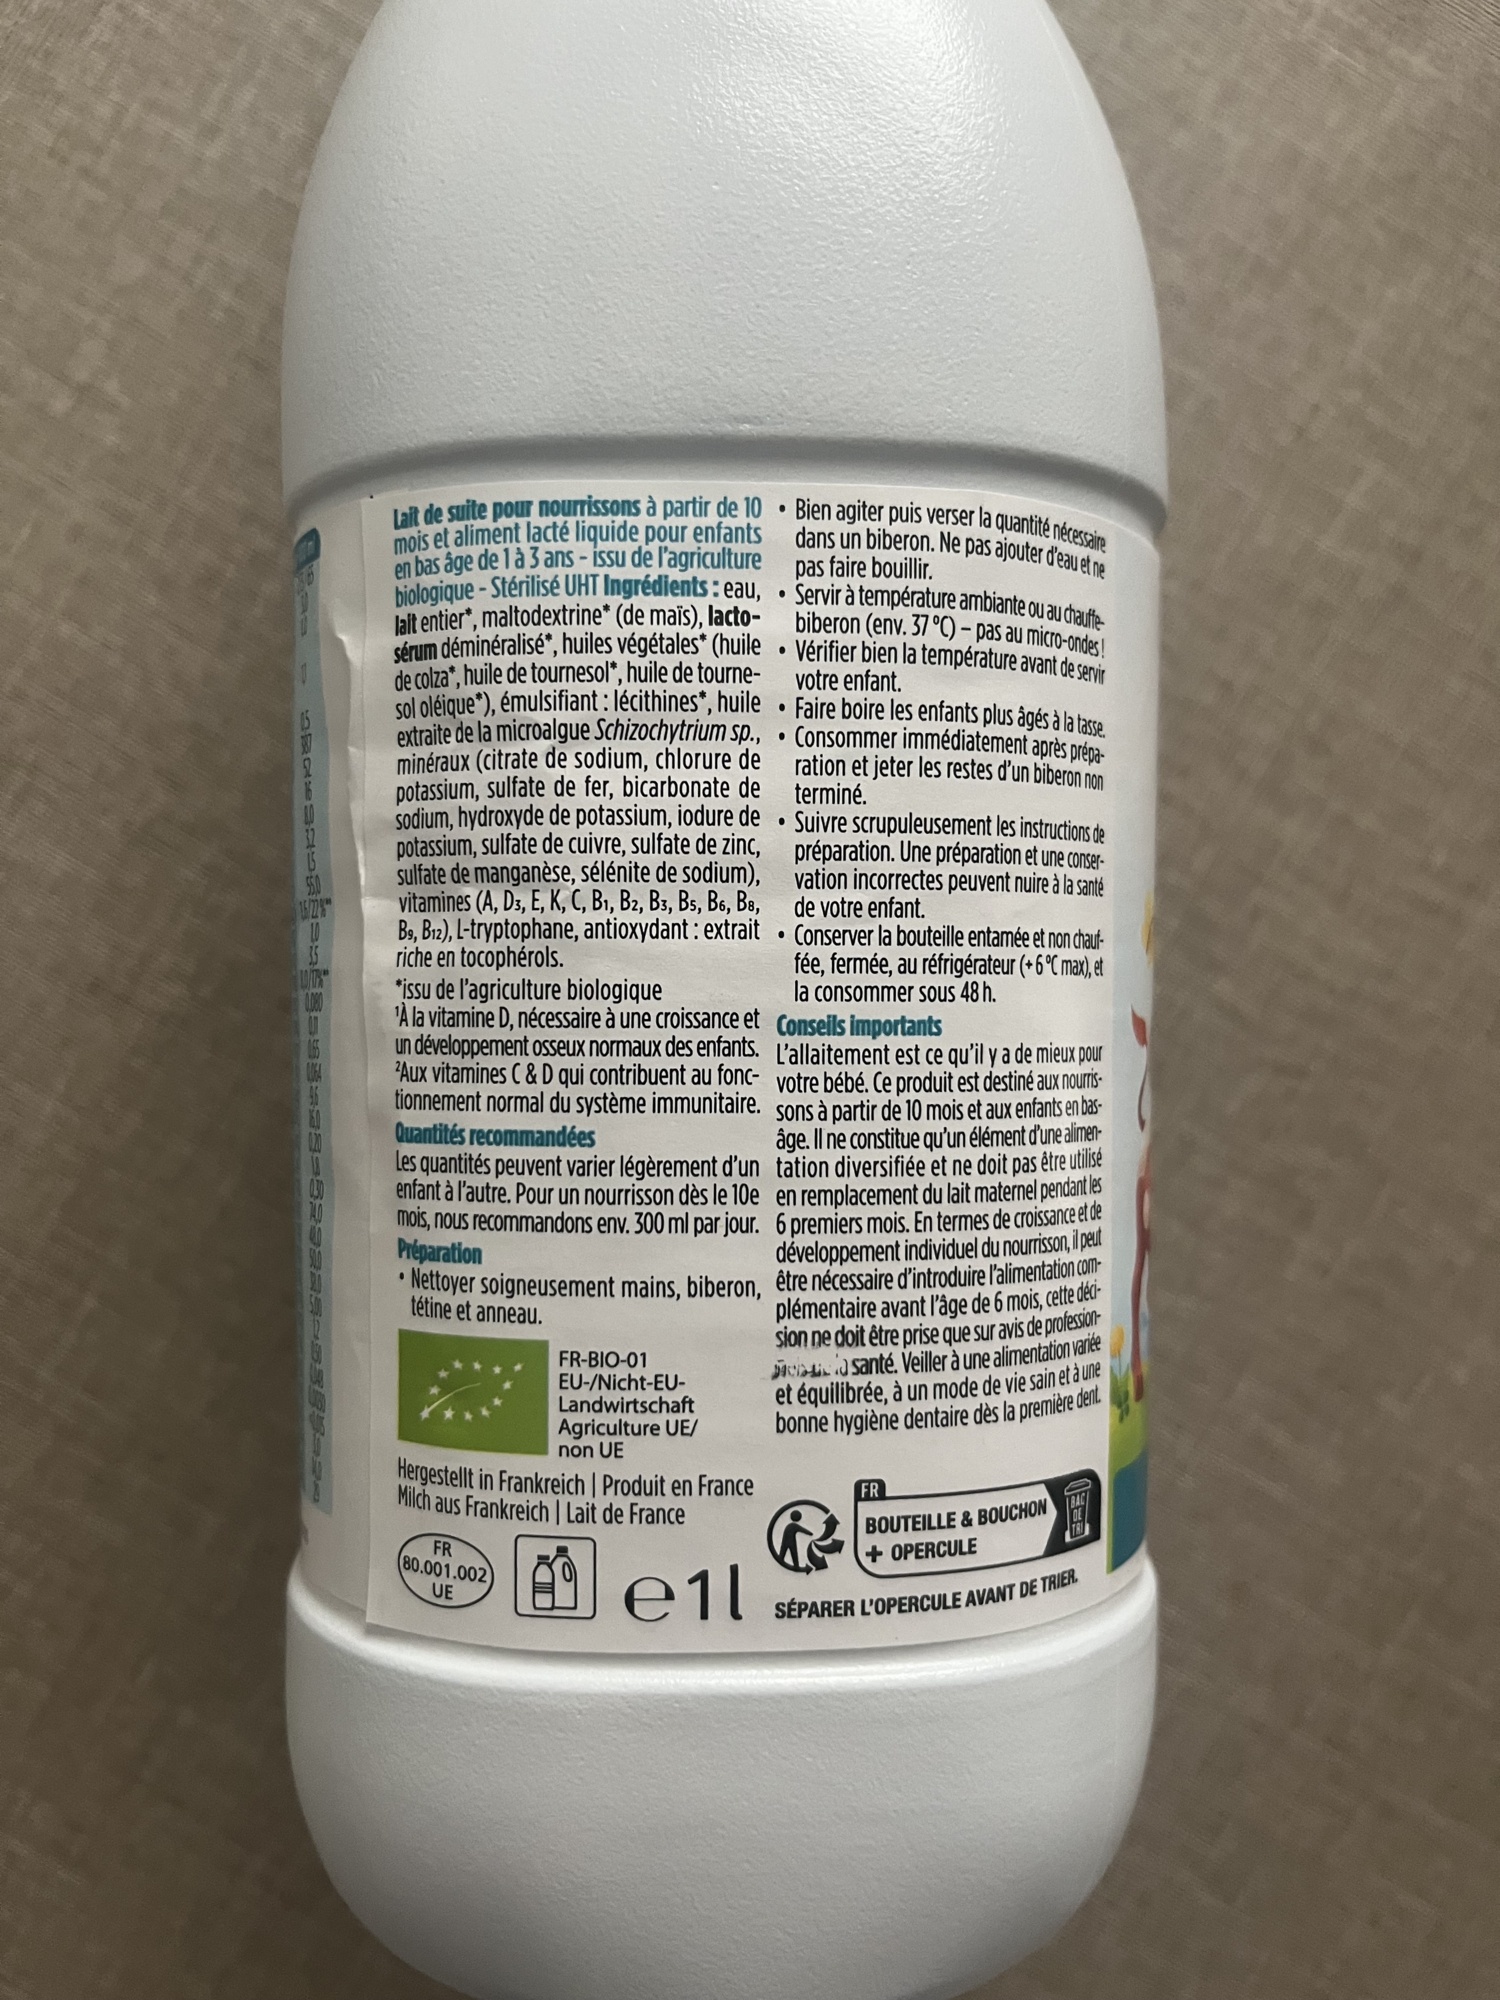 Lait de suite pour nourrissons à partir de 10
mois et aliment lacté liquide pour enfants
en bas âge de 1 à 3 ans - issu de l'agriculture
biologique - Stérilisé UHT Ingrédients : eau,
lait entier*, maltodextrine* (de maïs), lacto-
sérum déminéralisé*, huiles végétales* (huile
de colza*, huile de tournesol*, huile de tourne-
sol oléique*), émulsifiant : lécithines*, huile
extraite de la microalgue Schizochytrium sp.,
minéraux (citrate de sodium, chlorure de
potassium, sulfate de fer, bicarbonate de
sodium, hydroxyde de potassium, iodure de
potassium, sulfate de cuivre, sulfate de zinc,
sulfate de manganèse, sélénite de sodium),
vitamines (A, D3, E, K, C, B1, B2, B3, B5, B6, B8,
B9, B12), L-tryptophane, antioxydant : extrait
riche en tocophérols.
*issu de l'agriculture biologique
¹À la vitamine D, nécessaire à une croissance et
un développement osseux normaux des enfants.
²Aux vitamines C & D qui contribuent au fonc-
tionnement normal du système immunitaire.
Quantités recommandées
Les quantités peuvent varier légèrement d'un
enfant à l'autre. Pour un nourrisson dès le 10e
mois, nous recommandons env. 300 ml par jour.
Préparation
• Nettoyer soigneusement mains, biberon,
tétine et anneau.
FR-BIO-01
EU-/Nicht-EU-
Landwirtschaft
Agriculture UE/
non UE
Hergestellt in Frankreich | Produit en France
Milch aus Frankreich | Lait de France
FR
80.001.002
UE
e 1l
• Bien agiter puis verser la quantité nécessaire
dans un biberon. Ne pas ajouter d'eau et ne
pas faire bouillir.
• Servir à température ambiante ou au chauffe-
biberon (env. 37 °C) – pas au micro-ondes !
• Vérifier bien la température avant de servir
votre enfant.
• Faire boire les enfants plus âgés à la tasse.
• Consommer immédiatement après prépa-
ration et jeter les restes d'un biberon non
terminé.
• Suivre scrupuleusement les instructions de
préparation. Une préparation et une conser-
vation incorrectes peuvent nuire à la santé
de votre enfant.
• Conserver la bouteille entamée et non chauf-
fée, fermée, au réfrigérateur (+ 6 °C max), et
la consommer sous 48 h.
Conseils importants
L'allaitement est ce qu'il y a de mieux pour
votre bébé. Ce produit est destiné aux nourris-
sons à partir de 10 mois et aux enfants en bas-
âge. Il ne constitue qu'un élément d'une alimen-
tation diversifiée et ne doit pas être utilisé
en remplacement du lait maternel pendant les
6 premiers mois. En termes de croissance et de
développement individuel du nourrisson, il peut
être nécessaire d'introduire l'alimentation com-
plémentaire avant l'âge de 6 mois, cette déci-
sion ne doit être prise que sur avis de profession-
santé. Veiller à une alimentation variée
et équilibrée, à un mode de vie sain et à une
bonne hygiène dentaire dès la première dent.
FR
BOUTEILLE & BOUCHON
+ OPERCULE
BAC
DE
TRI
SÉPARER L'OPERCULE AVANT DE TRIER.